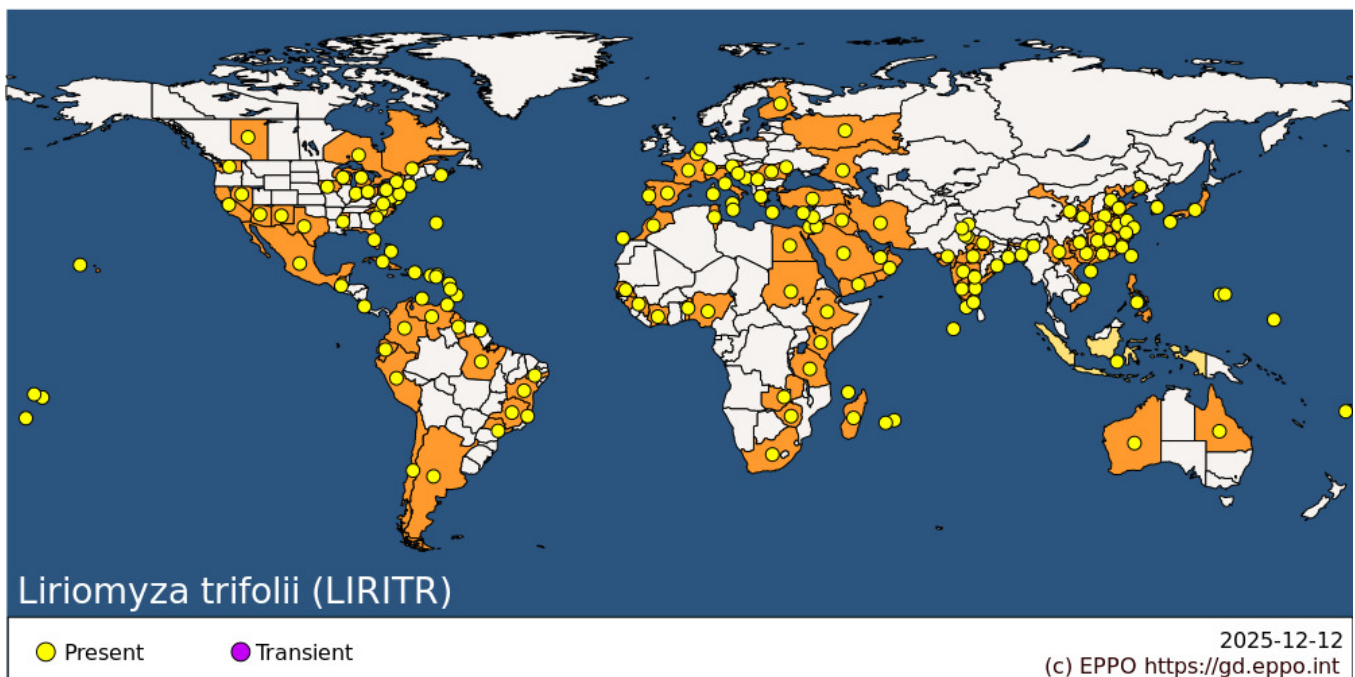 Liriomyza trifolii (LIRITR)
Present
Transient
2025-12-12
(c) EPPO https://gd.eppo.int